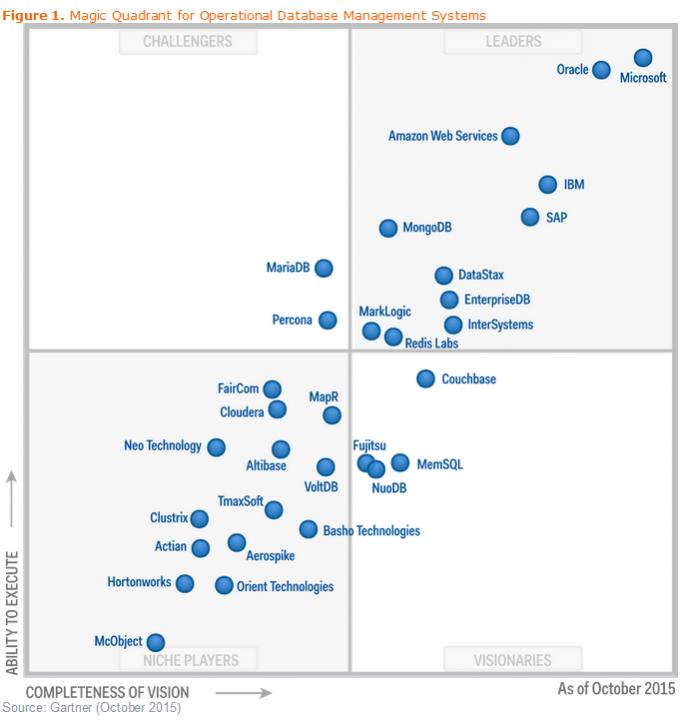 Figure 1. Magic Quadrant for Operational Database Management Systems
CHALLENGERS
LEADERS
Oracle
Microsoft
Amazon Web Services
IBM
SAP
MongoDB
MariaDB
DataStax
EnterpriseDB
Percona
MarkLogic
InterSystems
Redis Labs
FairCom
Couchbase
MapR
Cloudera
Neo Technology
Fujitsu
Altibase
MemSQL
VoltDB
NuoDB
TmaxSoft
Clustrix
Basho Technologies
Actian
Aerospike
Hortonworks
Orient Technologies
McObject
NICHE PLAYERS
VISIONARIES
ABILITY TO EXECUTE
COMPLETENESS OF VISION
As of October 2015
Source: Gartner (October 2015)